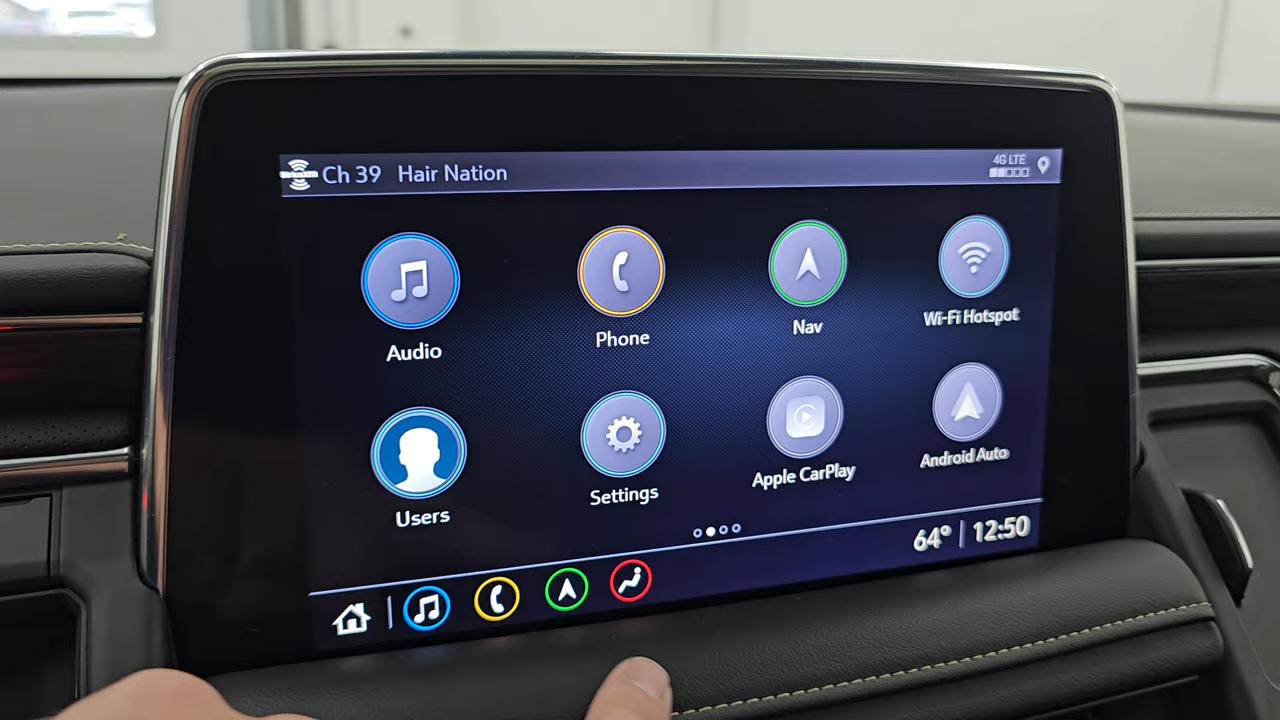 SiriusXM Ch 39 Hair Nation
4G LTE
Audio
Phone
Nav
Wi-Fi Hotspot
Users
Settings
Apple CarPlay
Android Auto
64° 12:50